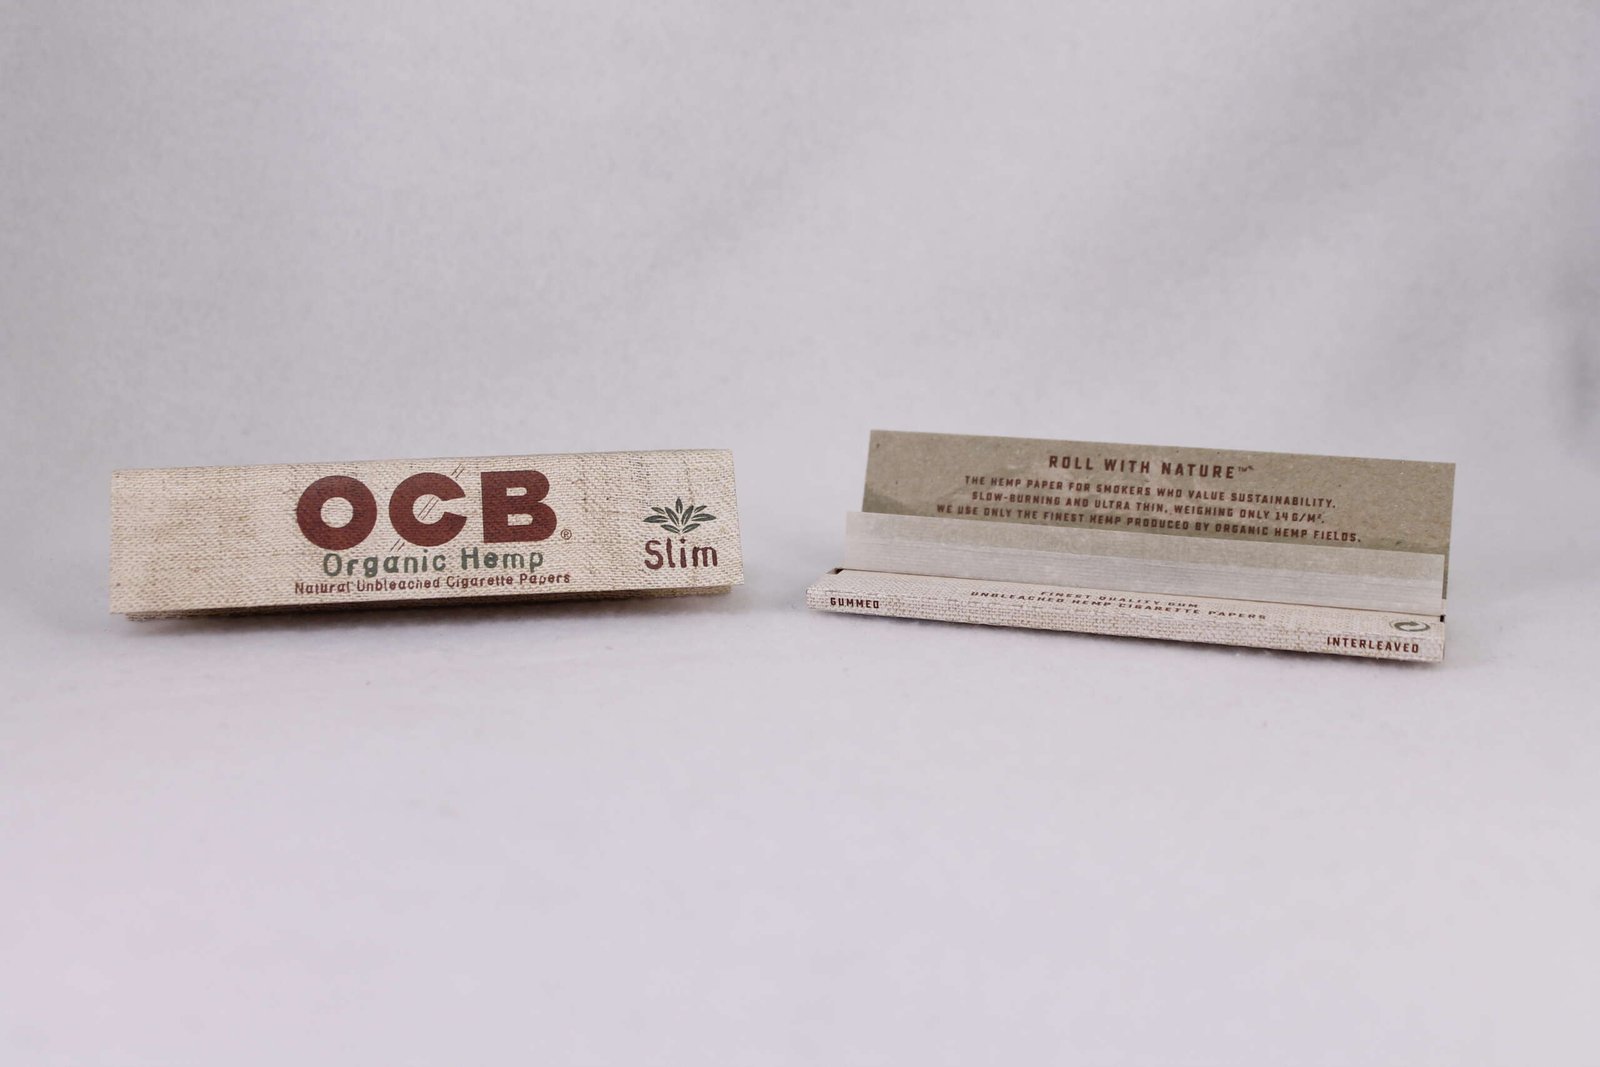 OCB®
Organic Hemp
Natural Unbleached Cigarette Papers
Slim
ROLL WITH NATURE™
THE HEMP PAPER FOR SMOKERS WHO VALUE SUSTAINABILITY.
SLOW-BURNING AND ULTRA THIN, WEIGHING ONLY 14G/M².
WE USE ONLY THE FINEST HEMP PRODUCED BY ORGANIC HEMP FIELDS.
FINEST QUALITY GUM
UNBLEACHED HEMP CIGARETTE PAPERS
GUMMED
INTERLEAVED